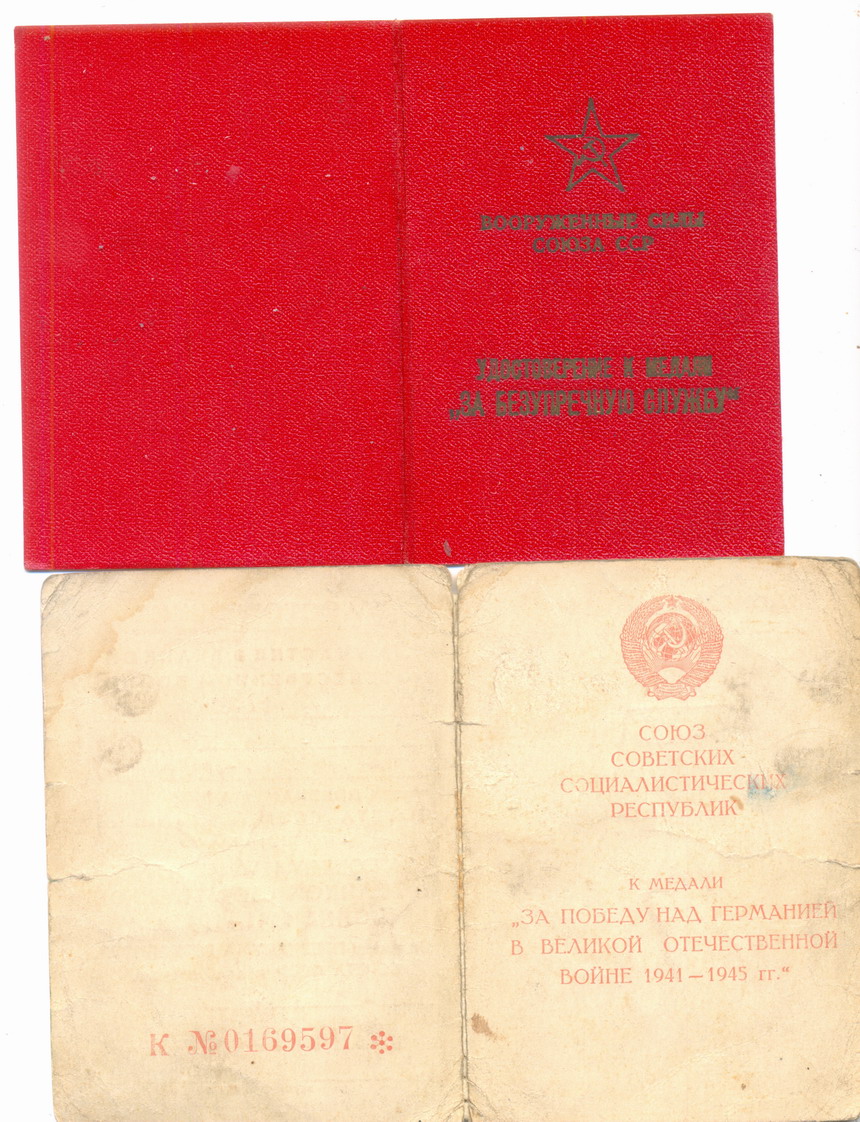 ВООРУЖЕННЫЕ СИЛЫ
СОЮЗА ССР
УДОСТОВЕРЕНИЕ К МЕДАЛИ
„ЗА БЕЗУПРЕЧНУЮ СЛУЖБУ“
СОЮЗ
СОВЕТСКИХ
СОЦИАЛИСТИЧЕСКИХ
РЕСПУБЛИК
К МЕДАЛИ
„ЗА ПОБЕДУ НАД ГЕРМАНИЕЙ
В ВЕЛИКОЙ ОТЕЧЕСТВЕННОЙ
ВОЙНЕ 1941—1945 гг.“
К №0169597